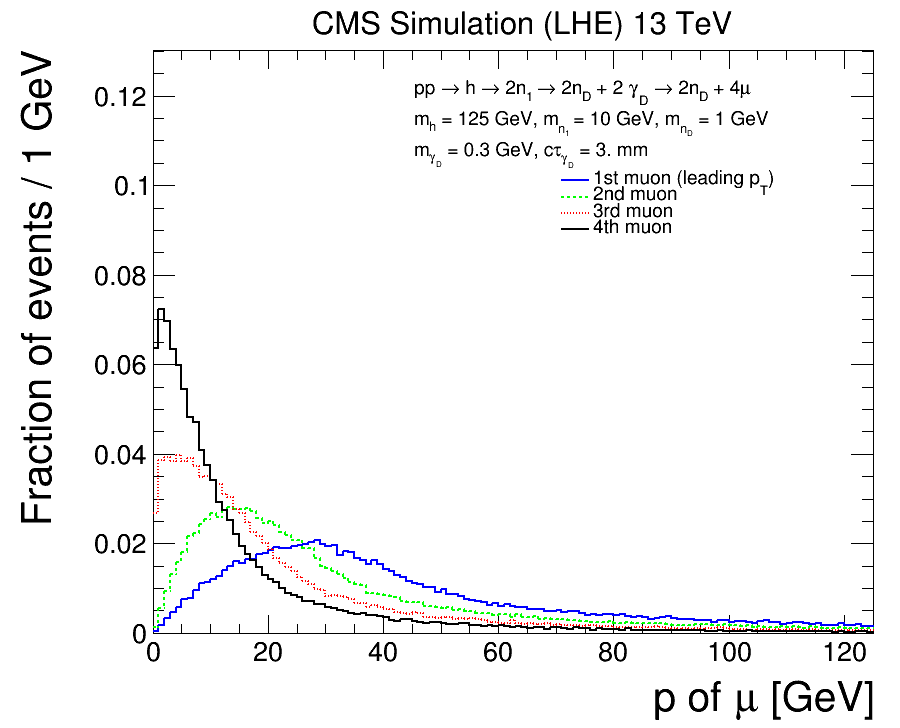 CMS Simulation (LHE) 13 TeV
Fraction of events / 1 GeV
pp → h → 2n1 → 2nD + 2 γD → 2nD + 4μ
mh = 125 GeV, mn1 = 10 GeV, mnD = 1 GeV
mγD = 0.3 GeV, cτγD = 3. mm
1st muon (leading pT)
2nd muon
3rd muon
4th muon
0.12
0.1
0.08
0.06
0.04
0.02
0
0 20 40 60 80 100 120
p of μ [GeV]